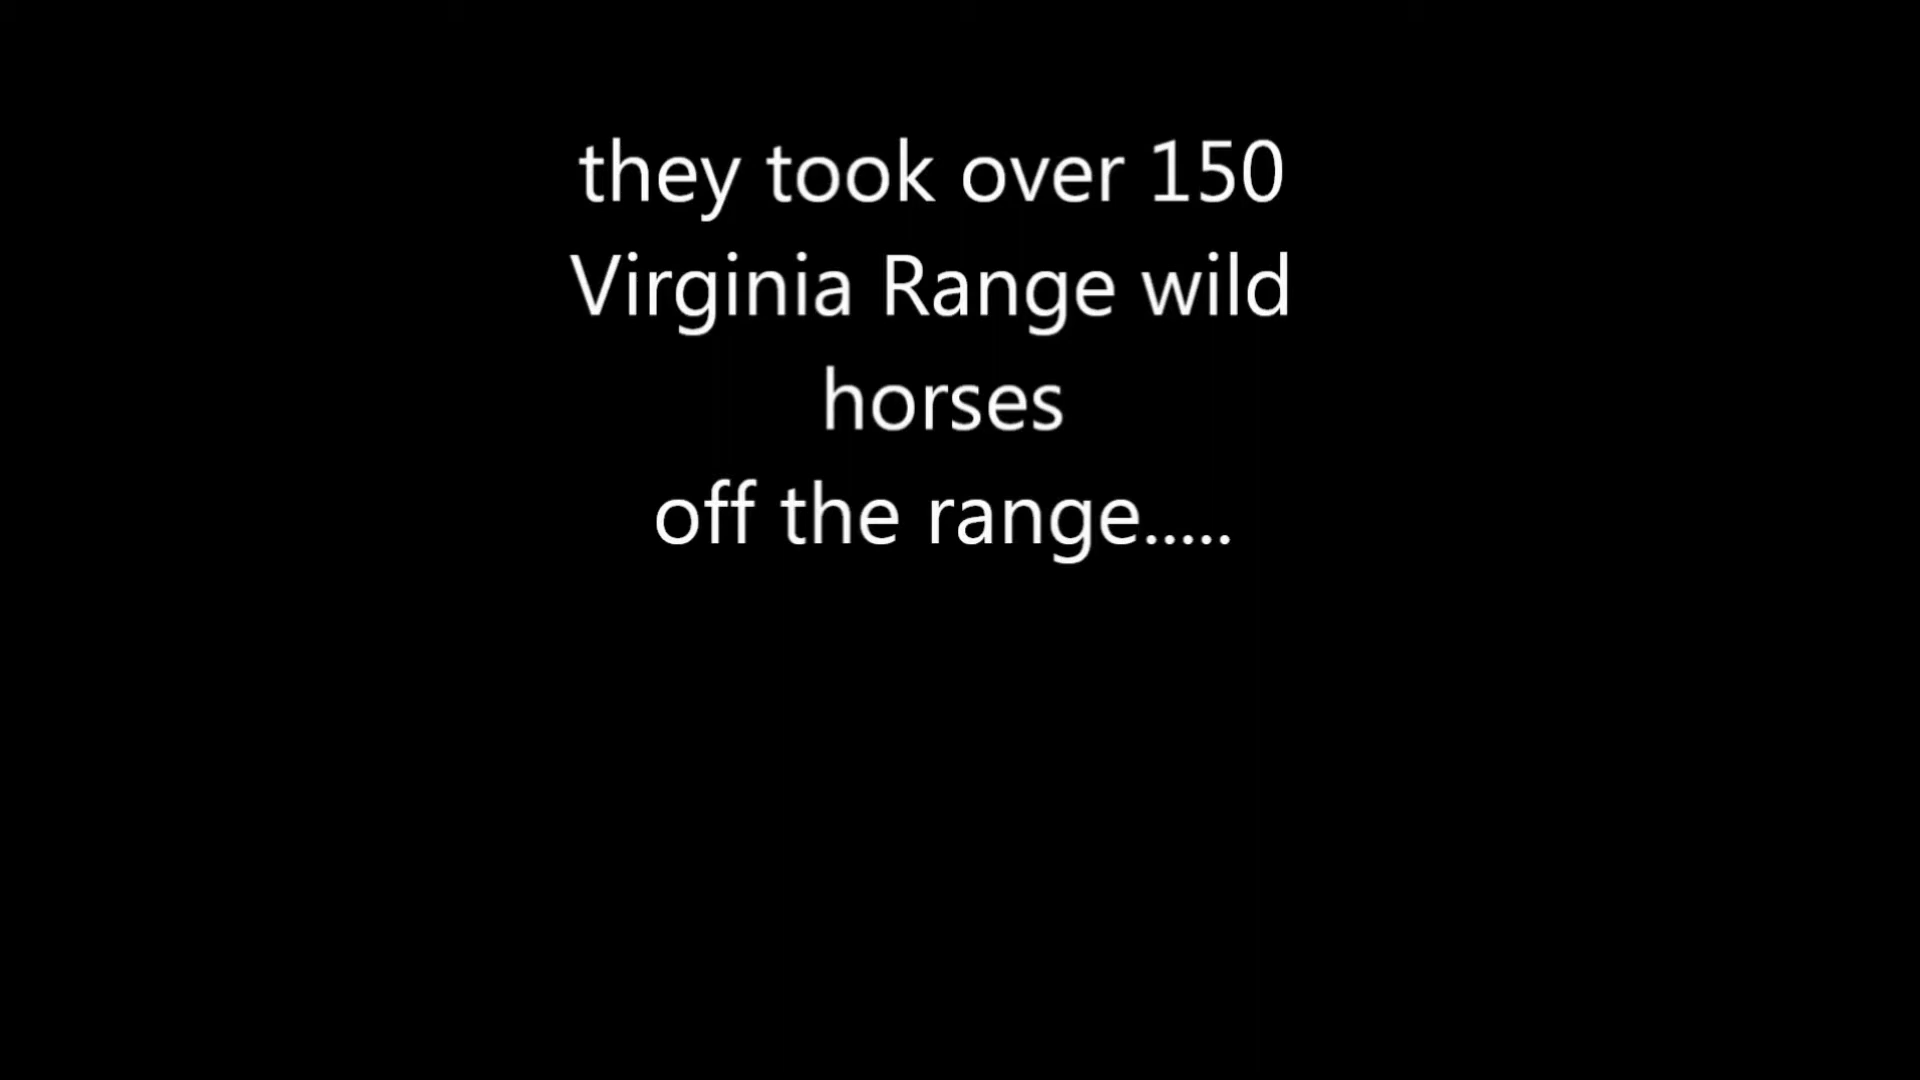 they took over 150
Virginia Range wild
horses
off the range.....